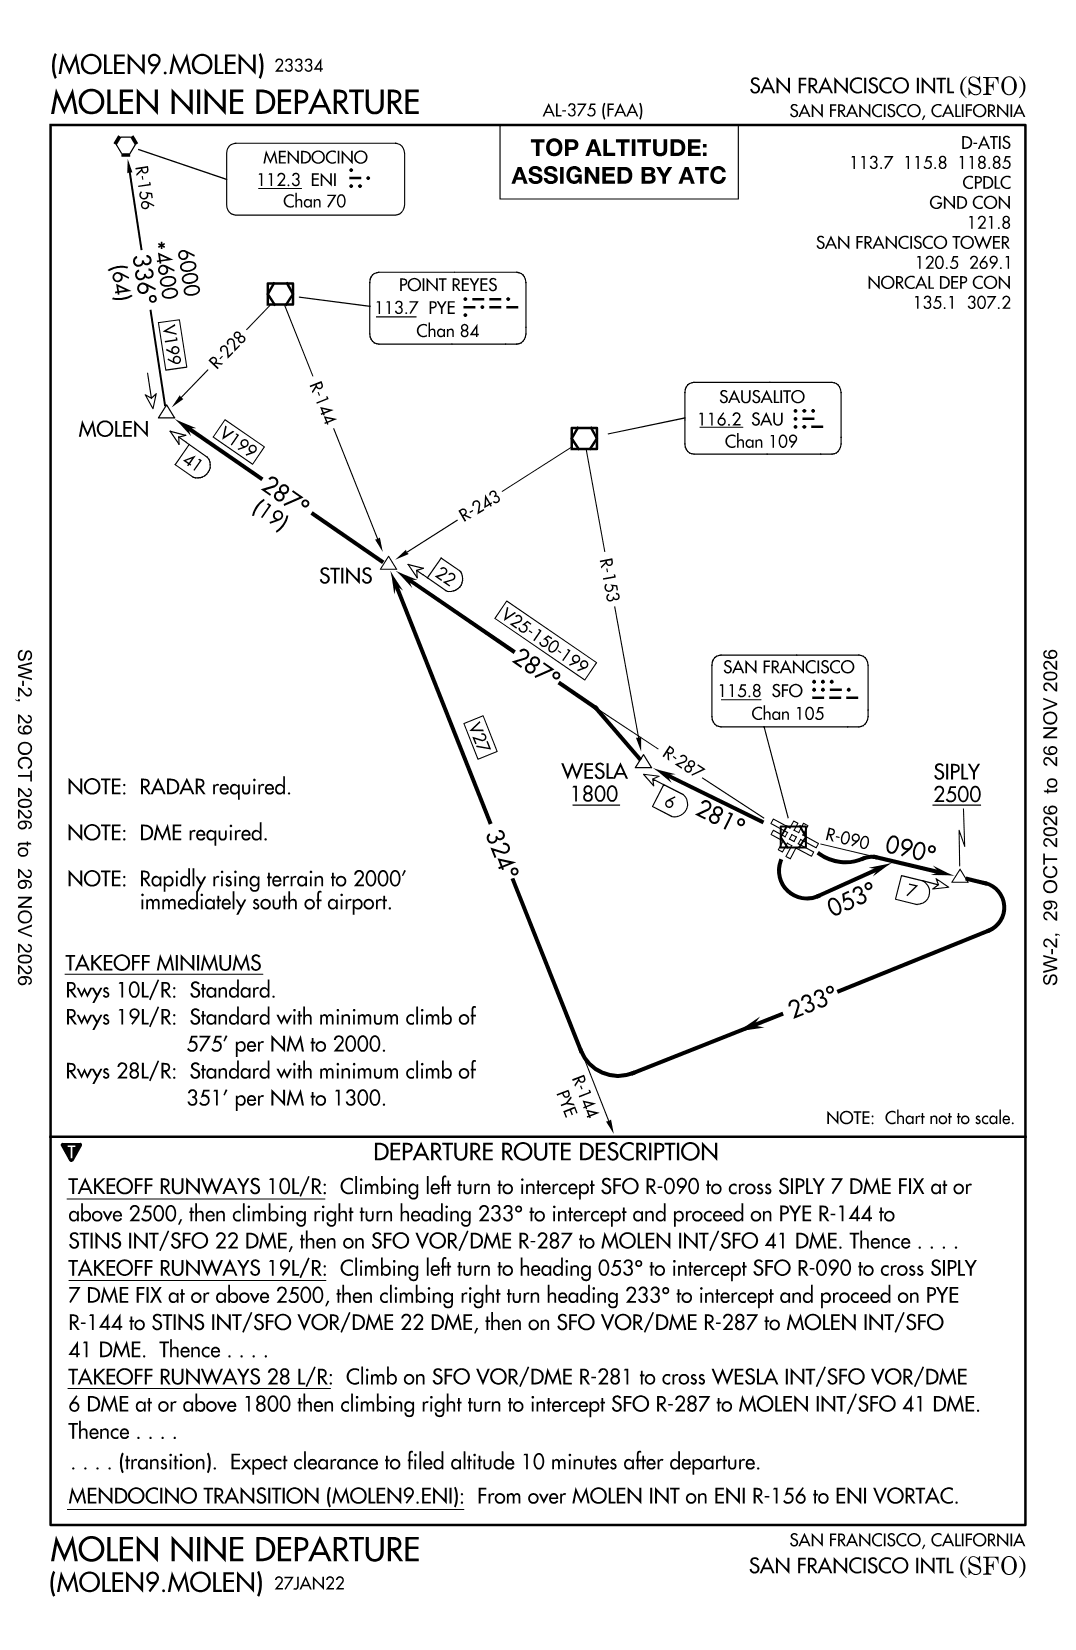 (MOLEN9.MOLEN) 23334
MOLEN NINE DEPARTURE
AL-375 (FAA)
SAN FRANCISCO INTL (SFO)
SAN FRANCISCO, CALIFORNIA
TOP ALTITUDE:
ASSIGNED BY ATC
D-ATIS
113.7 115.8 118.85
CPDLC
GND CON
121.8
SAN FRANCISCO TOWER
120.5 269.1
NORCAL DEP CON
135.1 307.2
MENDOCINO
112.3 ENI
Chan 70
R-156
6000
*4600
336°
(64)
V199
POINT REYES
113.7 PYE
Chan 84
R-228
R-144
MOLEN
41
V199
287°
(19)
SAUSALITO
116.2 SAU
Chan 109
R-243
R-153
STINS
22
V25-150-199
287°
V27
SAN FRANCISCO
115.8 SFO
Chan 105
WESLA
1800
R-287
6
281°
SIPLY
2500
R-090
090°
7
053°
324°
233°
R-144
PYE
NOTE: RADAR required.
NOTE: DME required.
NOTE: Rapidly rising terrain to 2000′
immediately south of airport.
TAKEOFF MINIMUMS
Rwys 10L/R: Standard.
Rwys 19L/R: Standard with minimum climb of
575′ per NM to 2000.
Rwys 28L/R: Standard with minimum climb of
351′ per NM to 1300.
NOTE: Chart not to scale.
SW-2, 29 OCT 2026 to 26 NOV 2026
SW-2, 29 OCT 2026 to 26 NOV 2026
T
DEPARTURE ROUTE DESCRIPTION
TAKEOFF RUNWAYS 10L/R: Climbing left turn to intercept SFO R-090 to cross SIPLY 7 DME FIX at or
above 2500, then climbing right turn heading 233° to intercept and proceed on PYE R-144 to
STINS INT/SFO 22 DME, then on SFO VOR/DME R-287 to MOLEN INT/SFO 41 DME. Thence . . . .
TAKEOFF RUNWAYS 19L/R: Climbing left turn to heading 053° to intercept SFO R-090 to cross SIPLY
7 DME FIX at or above 2500, then climbing right turn heading 233° to intercept and proceed on PYE
R-144 to STINS INT/SFO VOR/DME 22 DME, then on SFO VOR/DME R-287 to MOLEN INT/SFO
41 DME. Thence . . . .
TAKEOFF RUNWAYS 28 L/R: Climb on SFO VOR/DME R-281 to cross WESLA INT/SFO VOR/DME
6 DME at or above 1800 then climbing right turn to intercept SFO R-287 to MOLEN INT/SFO 41 DME.
Thence . . . .
. . . . (transition). Expect clearance to filed altitude 10 minutes after departure.
MENDOCINO TRANSITION (MOLEN9.ENI): From over MOLEN INT on ENI R-156 to ENI VORTAC.
MOLEN NINE DEPARTURE
(MOLEN9.MOLEN) 27JAN22
SAN FRANCISCO, CALIFORNIA
SAN FRANCISCO INTL (SFO)